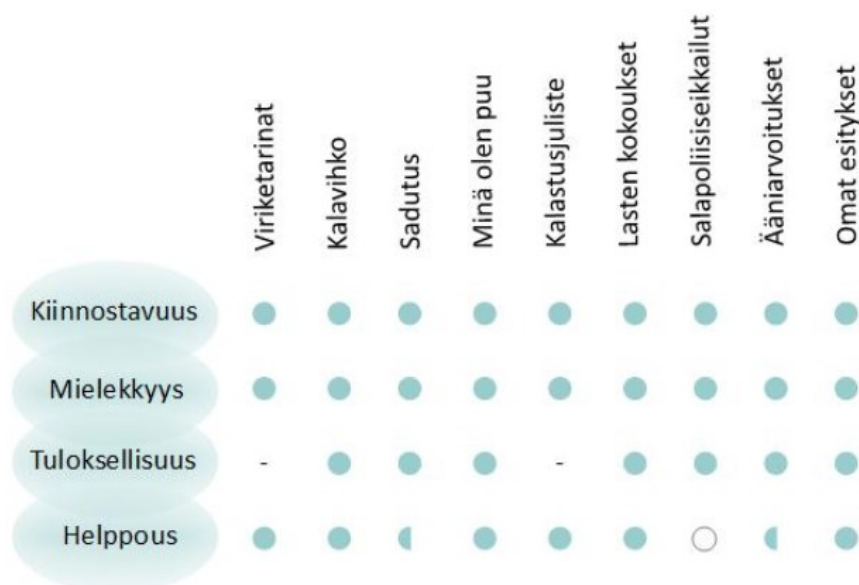 Viriketarinat
Kalavihko
Sadutus
Minä olen puu
Kalastusjuliste
Lasten kokoukset
Salapoliisiseikkailut
Ääniarvoitukset
Omat esitykset
Kiinnostavuus
Mielekkyys
Tuloksellisuus - -
Helppous